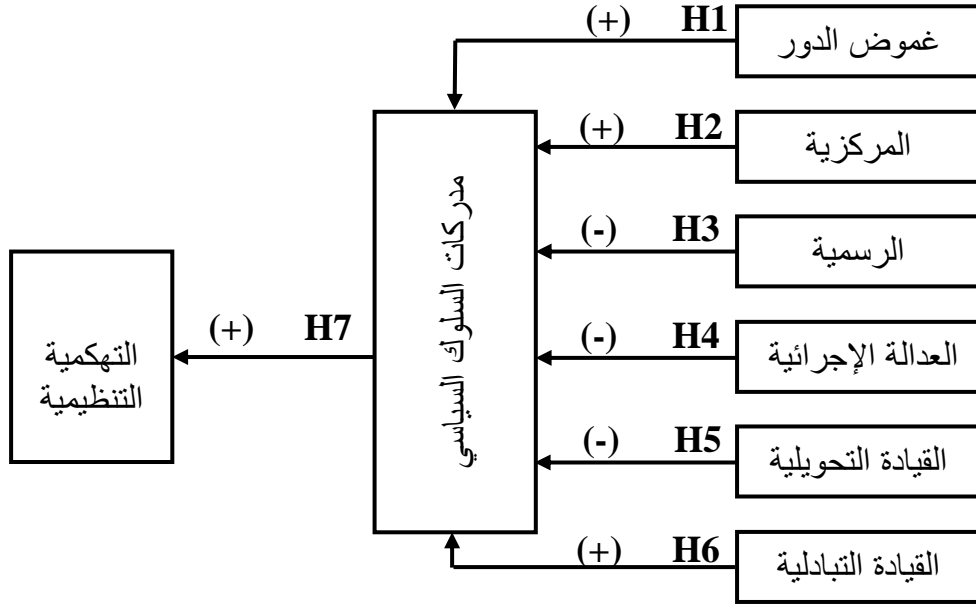 غموض الدور
H1 (+)
المركزية
H2 (+)
الرسمية
H3 (-)
العدالة الإجرائية
H4 (-)
القيادة التحويلية
H5 (-)
القيادة التبادلية
H6 (+)
مدركات السلوك السياسي
H7 (+)
التهكمية
التنظيمية